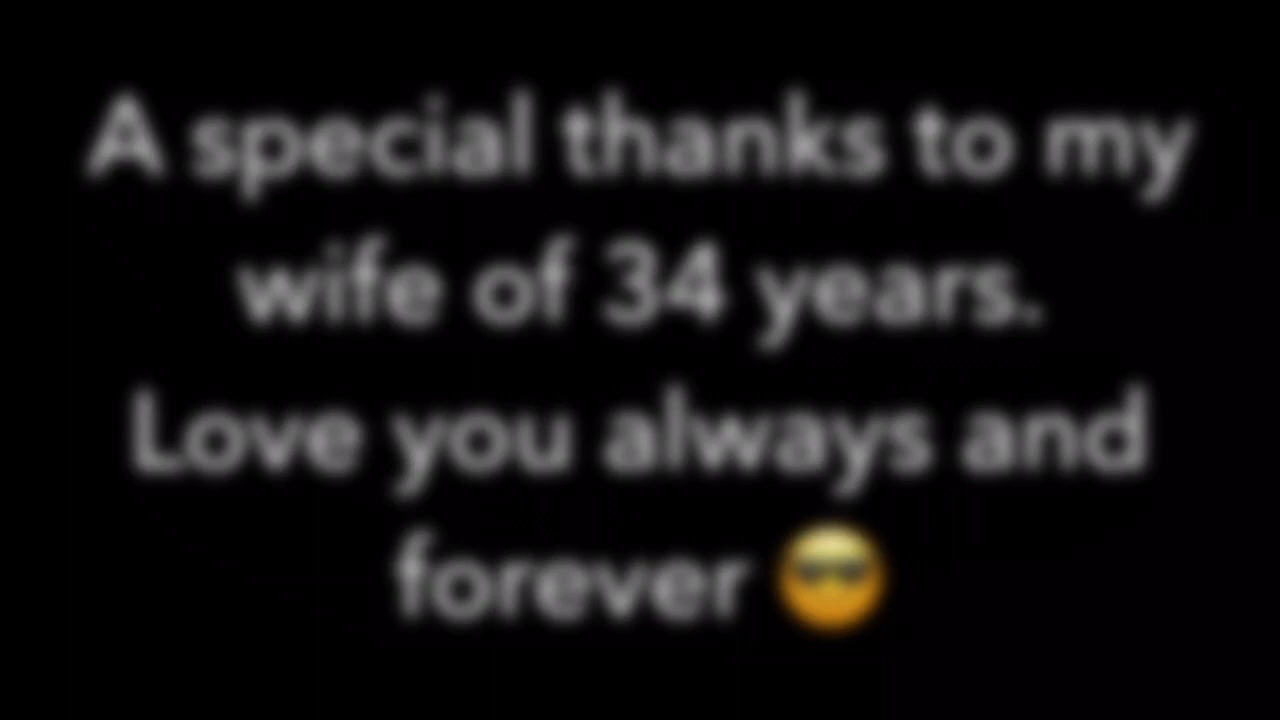 A special thanks to my
wife of 34 years.
Love you always and
forever 😎